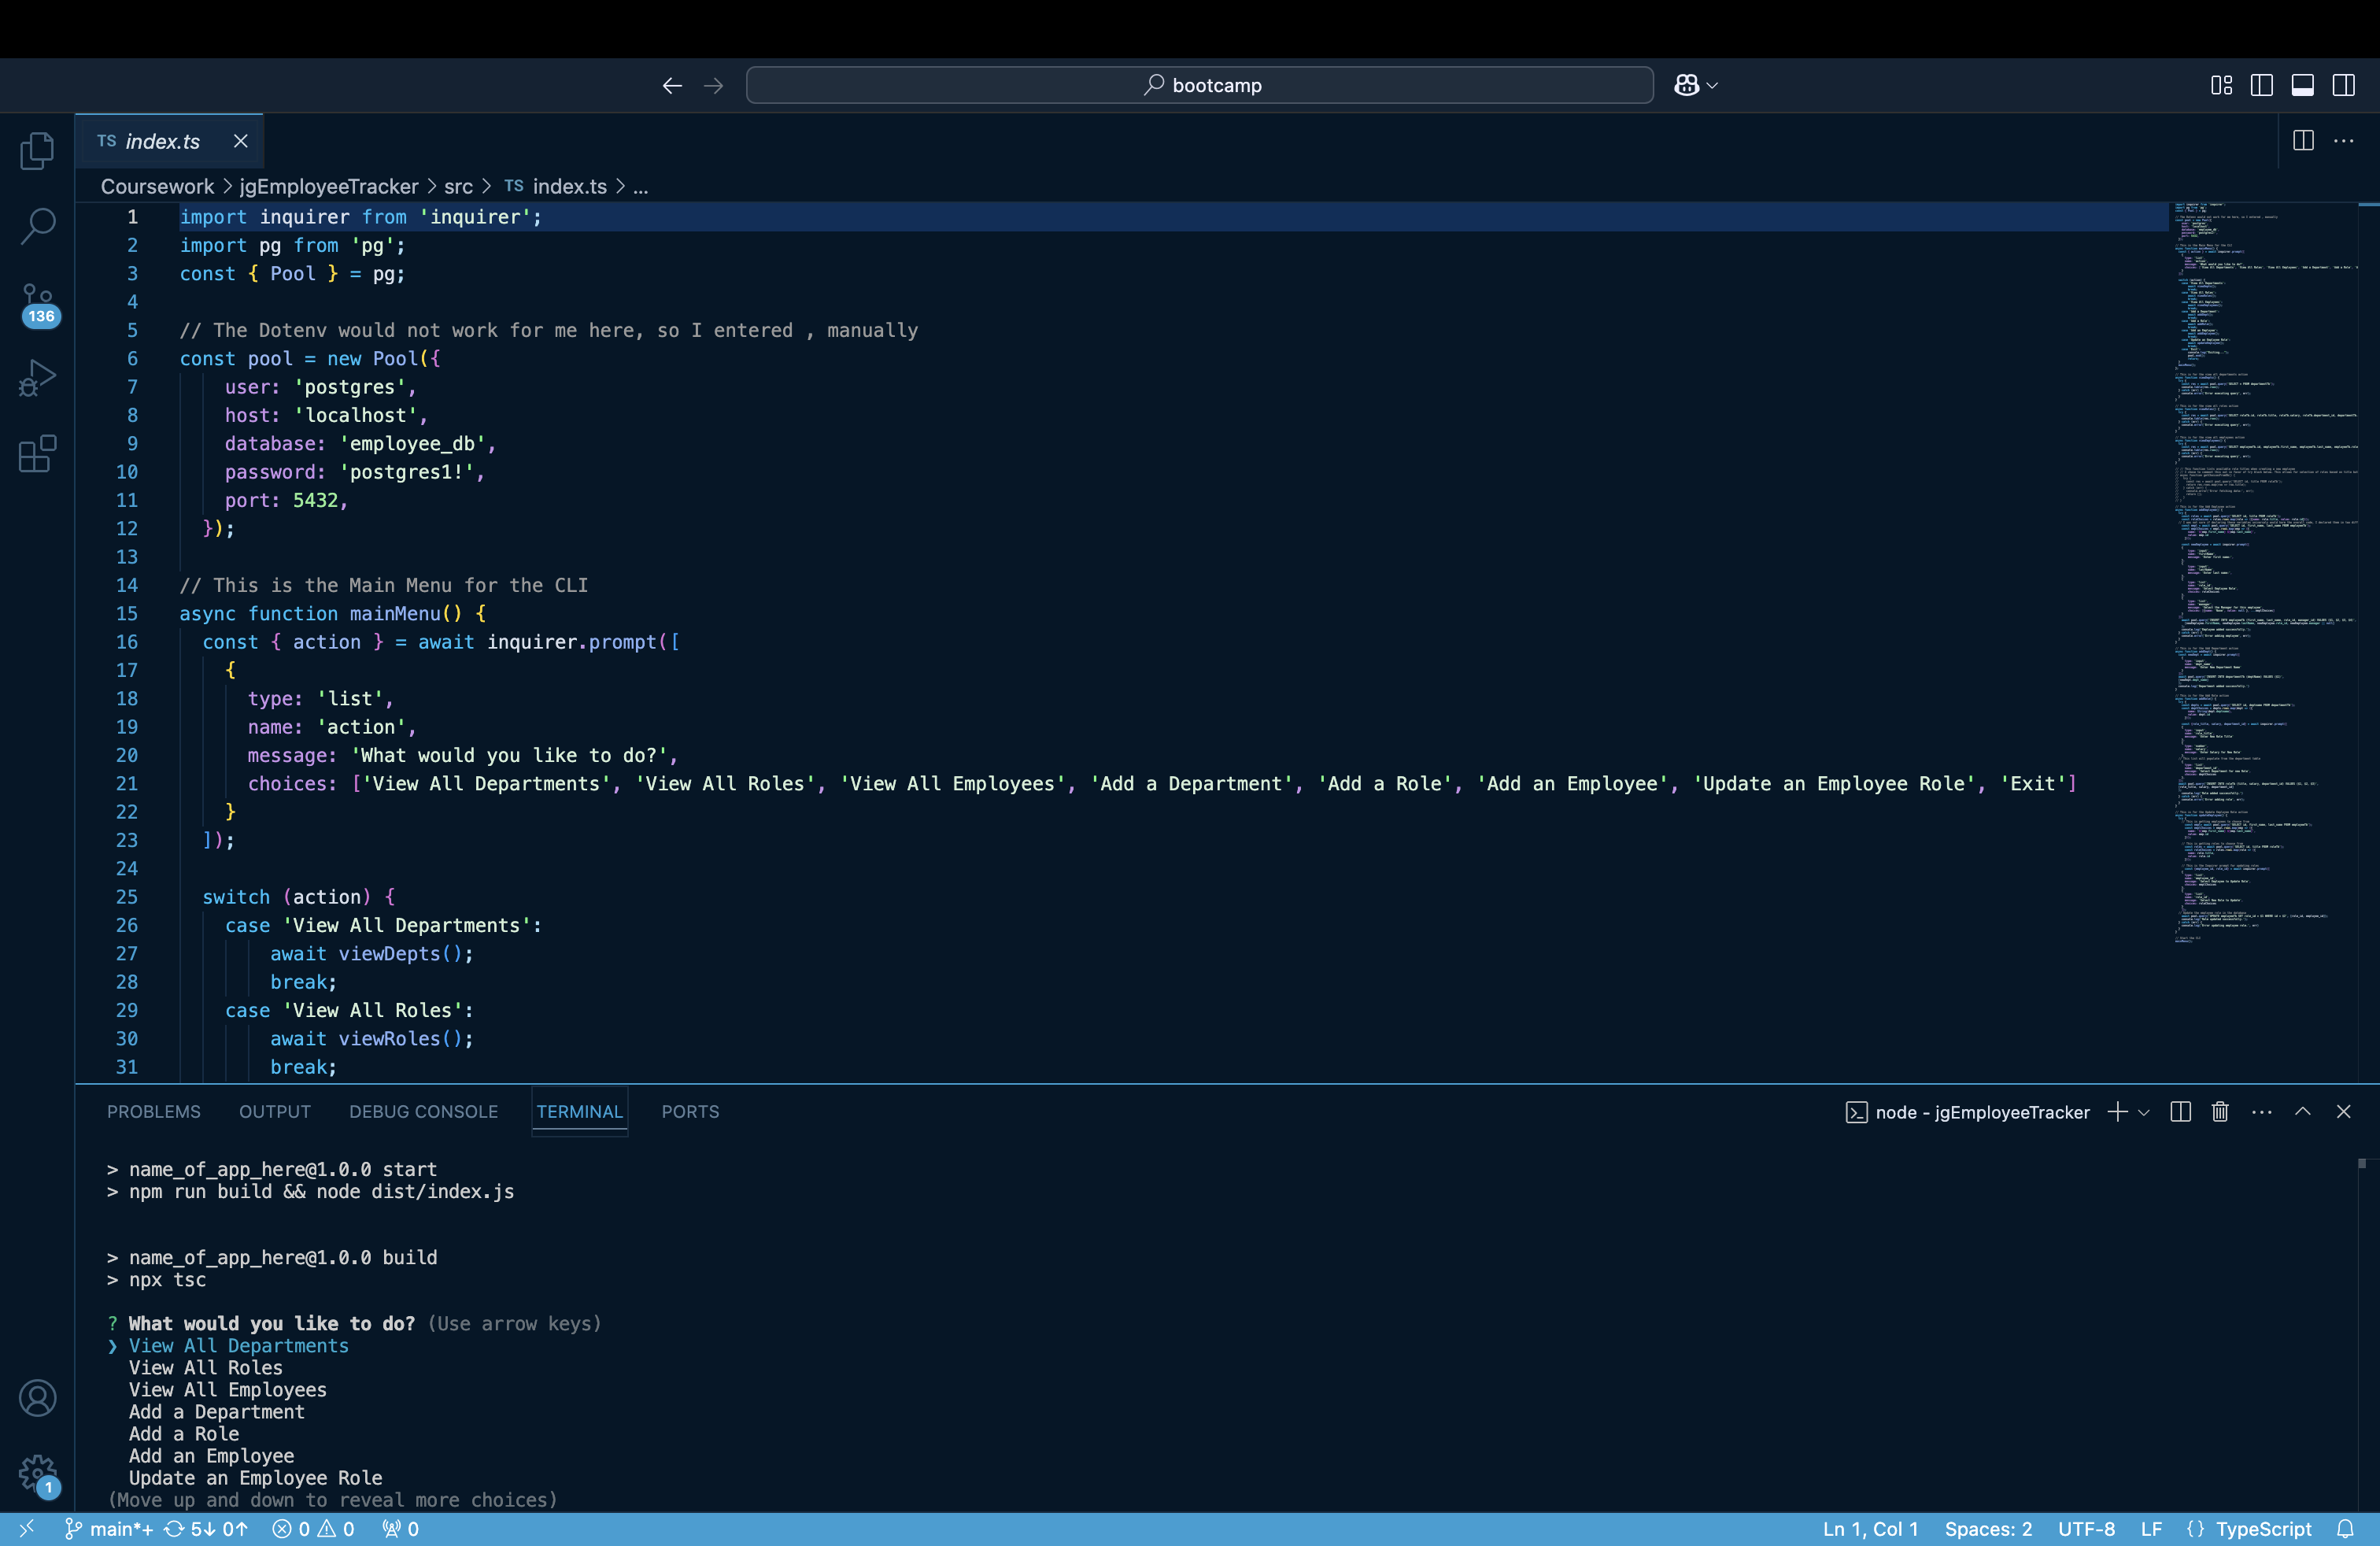 bootcamp
TS index.ts
Coursework > jgEmployeeTracker > src > TS index.ts > ...
1 import inquirer from 'inquirer';
2 import pg from 'pg';
3 const { Pool } = pg;
4
5 // The Dotenv would not work for me here, so I entered , manually
6 const pool = new Pool({
7 user: 'postgres',
8 host: 'localhost',
9 database: 'employee_db',
10 password: 'postgres1!',
11 port: 5432,
12 });
13
14 // This is the Main Menu for the CLI
15 async function mainMenu() {
16 const { action } = await inquirer.prompt([
17 {
18 type: 'list',
19 name: 'action',
20 message: 'What would you like to do?',
21 choices: ['View All Departments', 'View All Roles', 'View All Employees', 'Add a Department', 'Add a Role', 'Add an Employee', 'Update an Employee Role', 'Exit']
22 }
23 ]);
24
25 switch (action) {
26 case 'View All Departments':
27 await viewDepts();
28 break;
29 case 'View All Roles':
30 await viewRoles();
31 break;
136
PROBLEMS OUTPUT DEBUG CONSOLE TERMINAL PORTS
node - jgEmployeeTracker
> name_of_app_here@1.0.0 start
> npm run build && node dist/index.js
> name_of_app_here@1.0.0 build
> npx tsc
? What would you like to do? (Use arrow keys)
❯ View All Departments
View All Roles
View All Employees
Add a Department
Add a Role
Add an Employee
Update an Employee Role
(Move up and down to reveal more choices)
1
main*+ 5↓ 0↑ 0 0 0
Ln 1, Col 1 Spaces: 2 UTF-8 LF {} TypeScript